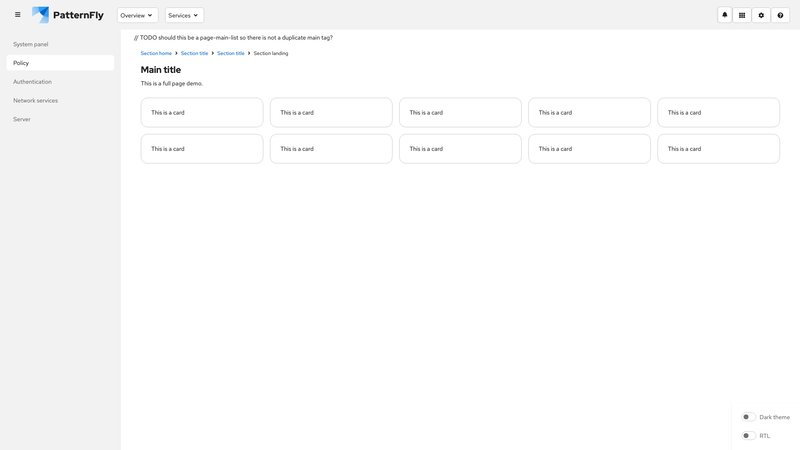 PatternFly
Overview
Services
System panel
Policy
Authentication
Network services
Server
// TODO should this be a page-main-list so there is not a duplicate main tag?
Section home > Section title > Section title > Section landing
Main title
This is a full page demo.
This is a card This is a card This is a card This is a card This is a card
This is a card This is a card This is a card This is a card This is a card
Dark theme
RTL